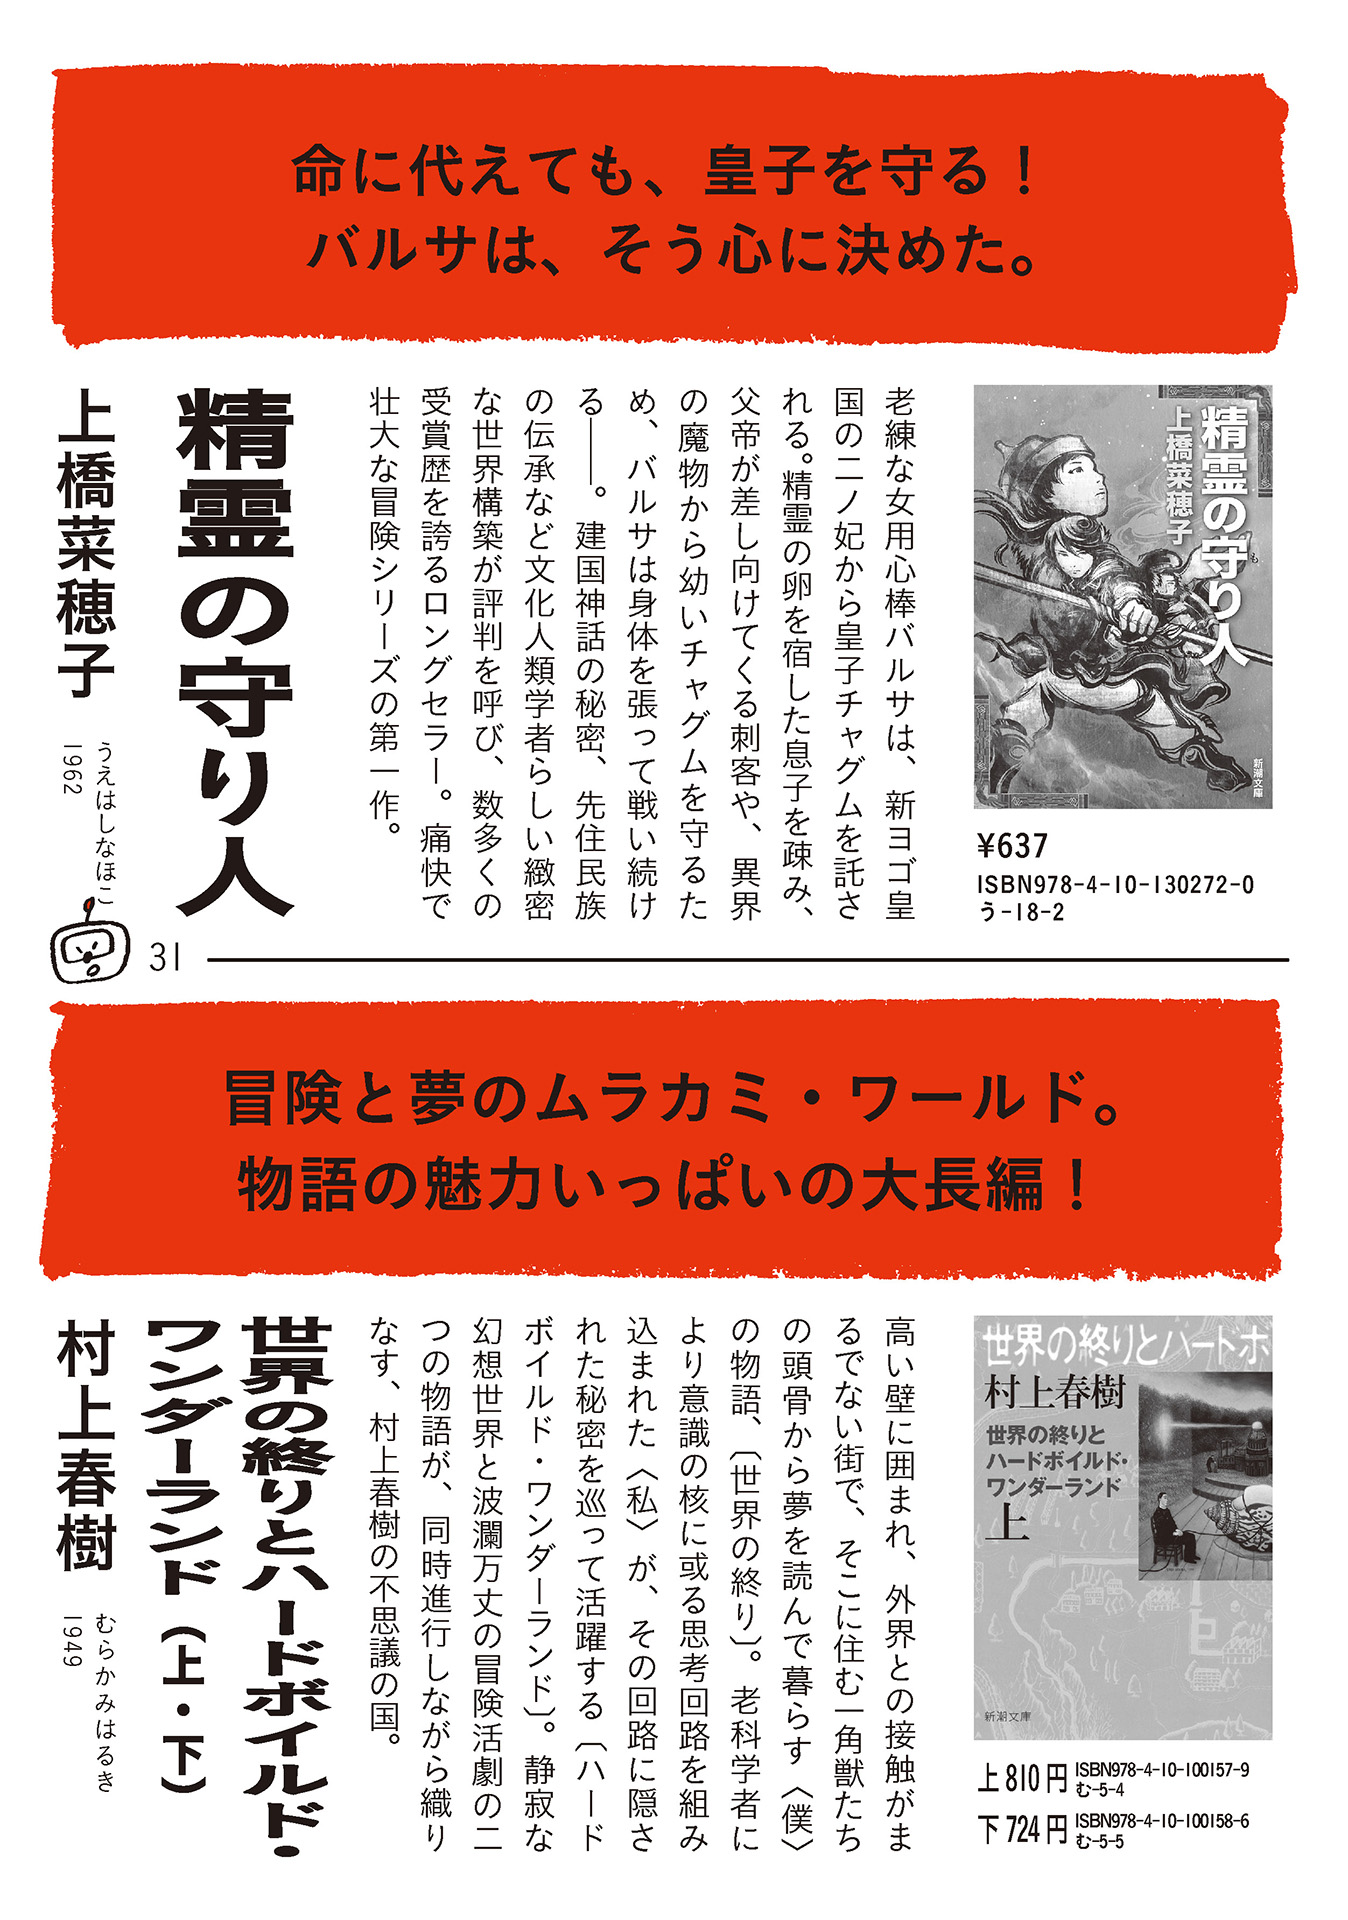 命に代えても、皇子を守る！
バルサは、そう心に決めた。
精霊の守り人
上橋菜穂子
新潮文庫
¥637
ISBN978-4-10-130272-0
う-18-2
老練な女用心棒バルサは、新ヨゴ皇
国の二ノ妃から皇子チャグムを託さ
れる。精霊の卵を宿した息子を疎み、
父帝が差し向けてくる刺客や、異界
の魔物から幼いチャグムを守るた
め、バルサは身体を張って戦い続け
る――。建国神話の秘密、先住民族
の伝承など文化人類学者らしい緻密
な世界構築が評判を呼び、数多くの
受賞歴を誇るロングセラー。痛快で
壮大な冒険シリーズの第一作。
精霊の守り人
上橋菜穂子
うえはしなほこ
1962
31
冒険と夢のムラカミ・ワールド。
物語の魅力いっぱいの大長編！
世界の終りとハードボ
村上春樹
世界の終りと
ハードボイルド・
ワンダーランド
上
新潮文庫
上810円 ISBN978-4-10-100157-9
む-5-4
下724円 ISBN978-4-10-100158-6
む-5-5
高い壁に囲まれ、外界との接触がま
るでない街で、そこに住む一角獣たち
の頭骨から夢を読んで暮らす〈僕〉
の物語、〔世界の終り〕。老科学者に
より意識の核に或る思考回路を組み
込まれた〈私〉が、その回路に隠さ
れた秘密を巡って活躍する〔ハード
ボイルド・ワンダーランド〕。静寂な
幻想世界と波瀾万丈の冒険活劇の二
つの物語が、同時進行しながら織り
なす、村上春樹の不思議の国。
世界の終りとハードボイルド・
ワンダーランド（上・下）
村上春樹
むらかみはるき
1949